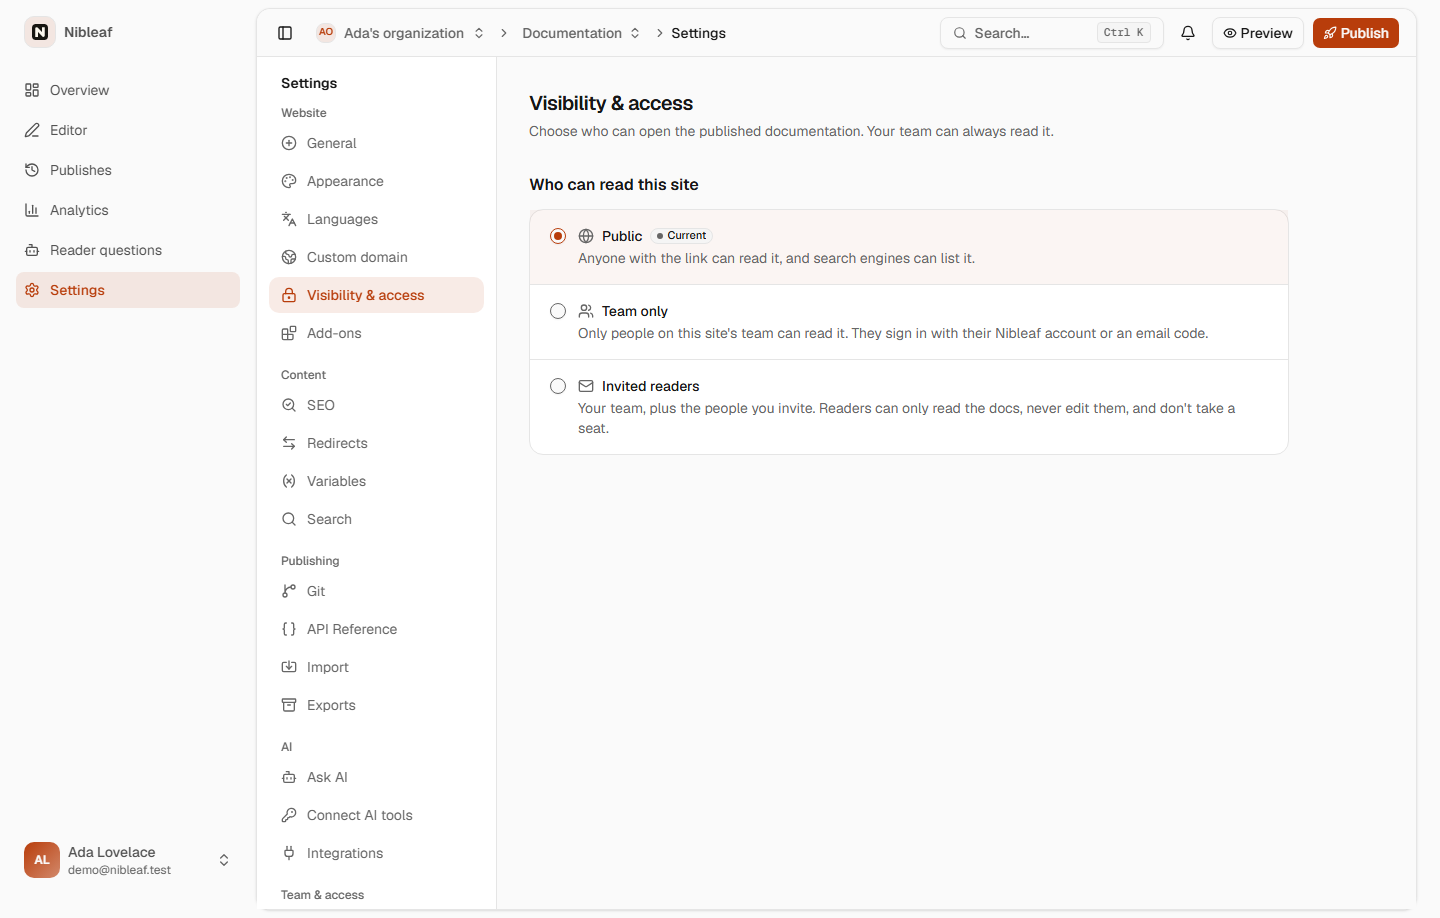 Nibleaf
Overview
Editor
Publishes
Analytics
Reader questions
Settings
AL
Ada Lovelace
demo@nibleaf.test
AO Ada's organization
Documentation
Settings
Search...
Ctrl K
Preview
Publish
Settings
Website
General
Appearance
Languages
Custom domain
Visibility & access
Add-ons
Content
SEO
Redirects
Variables
Search
Publishing
Git
API Reference
Import
Exports
AI
Ask AI
Connect AI tools
Integrations
Team & access
Visibility & access
Choose who can open the published documentation. Your team can always read it.
Who can read this site
Public Current
Anyone with the link can read it, and search engines can list it.
Team only
Only people on this site's team can read it. They sign in with their Nibleaf account or an email code.
Invited readers
Your team, plus the people you invite. Readers can only read the docs, never edit them, and don't take a
seat.